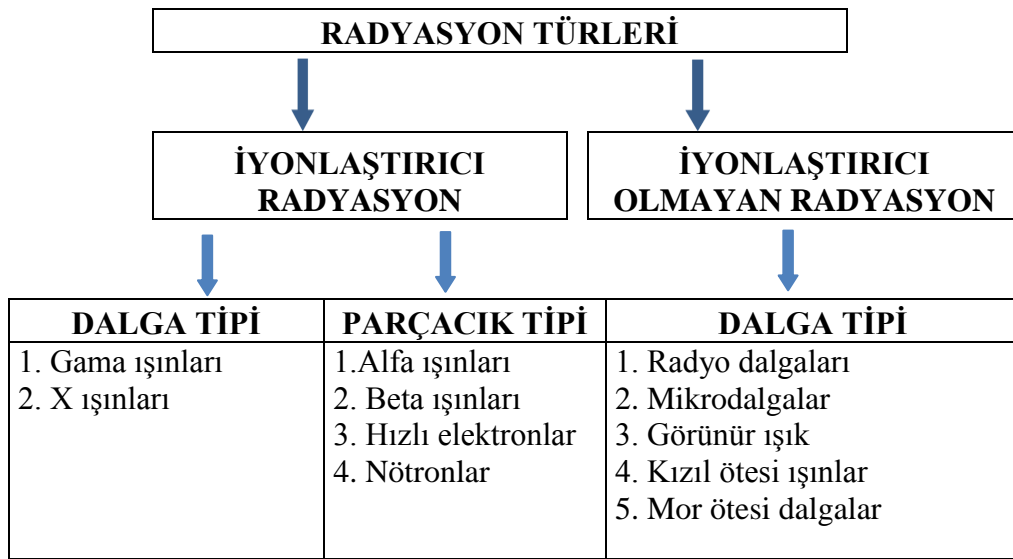 RADYASYON TÜRLERİ
İYONLAŞTIRICI
RADYASYON
İYONLAŞTIRICI
OLMAYAN RADYASYON
DALGA TİPİ
1. Gama ışınları
2. X ışınları
PARÇACIK TİPİ
1.Alfa ışınları
2. Beta ışınları
3. Hızlı elektronlar
4. Nötronlar
DALGA TİPİ
1. Radyo dalgaları
2. Mikrodalgalar
3. Görünür ışık
4. Kızıl ötesi ışınlar
5. Mor ötesi dalgalar